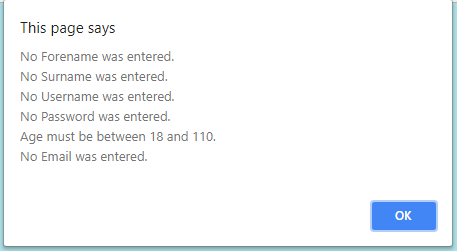 This page says
No Forename was entered.
No Surname was entered.
No Username was entered.
No Password was entered.
Age must be between 18 and 110.
No Email was entered.
OK